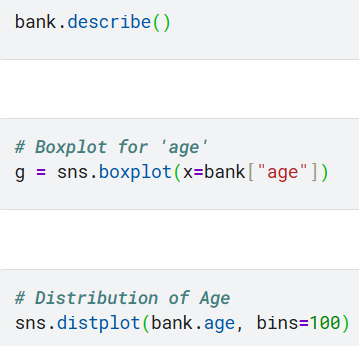 bank.describe()
# Boxplot for 'age'
g = sns.boxplot(x=bank["age"])
# Distribution of Age
sns.distplot(bank.age, bins=100)